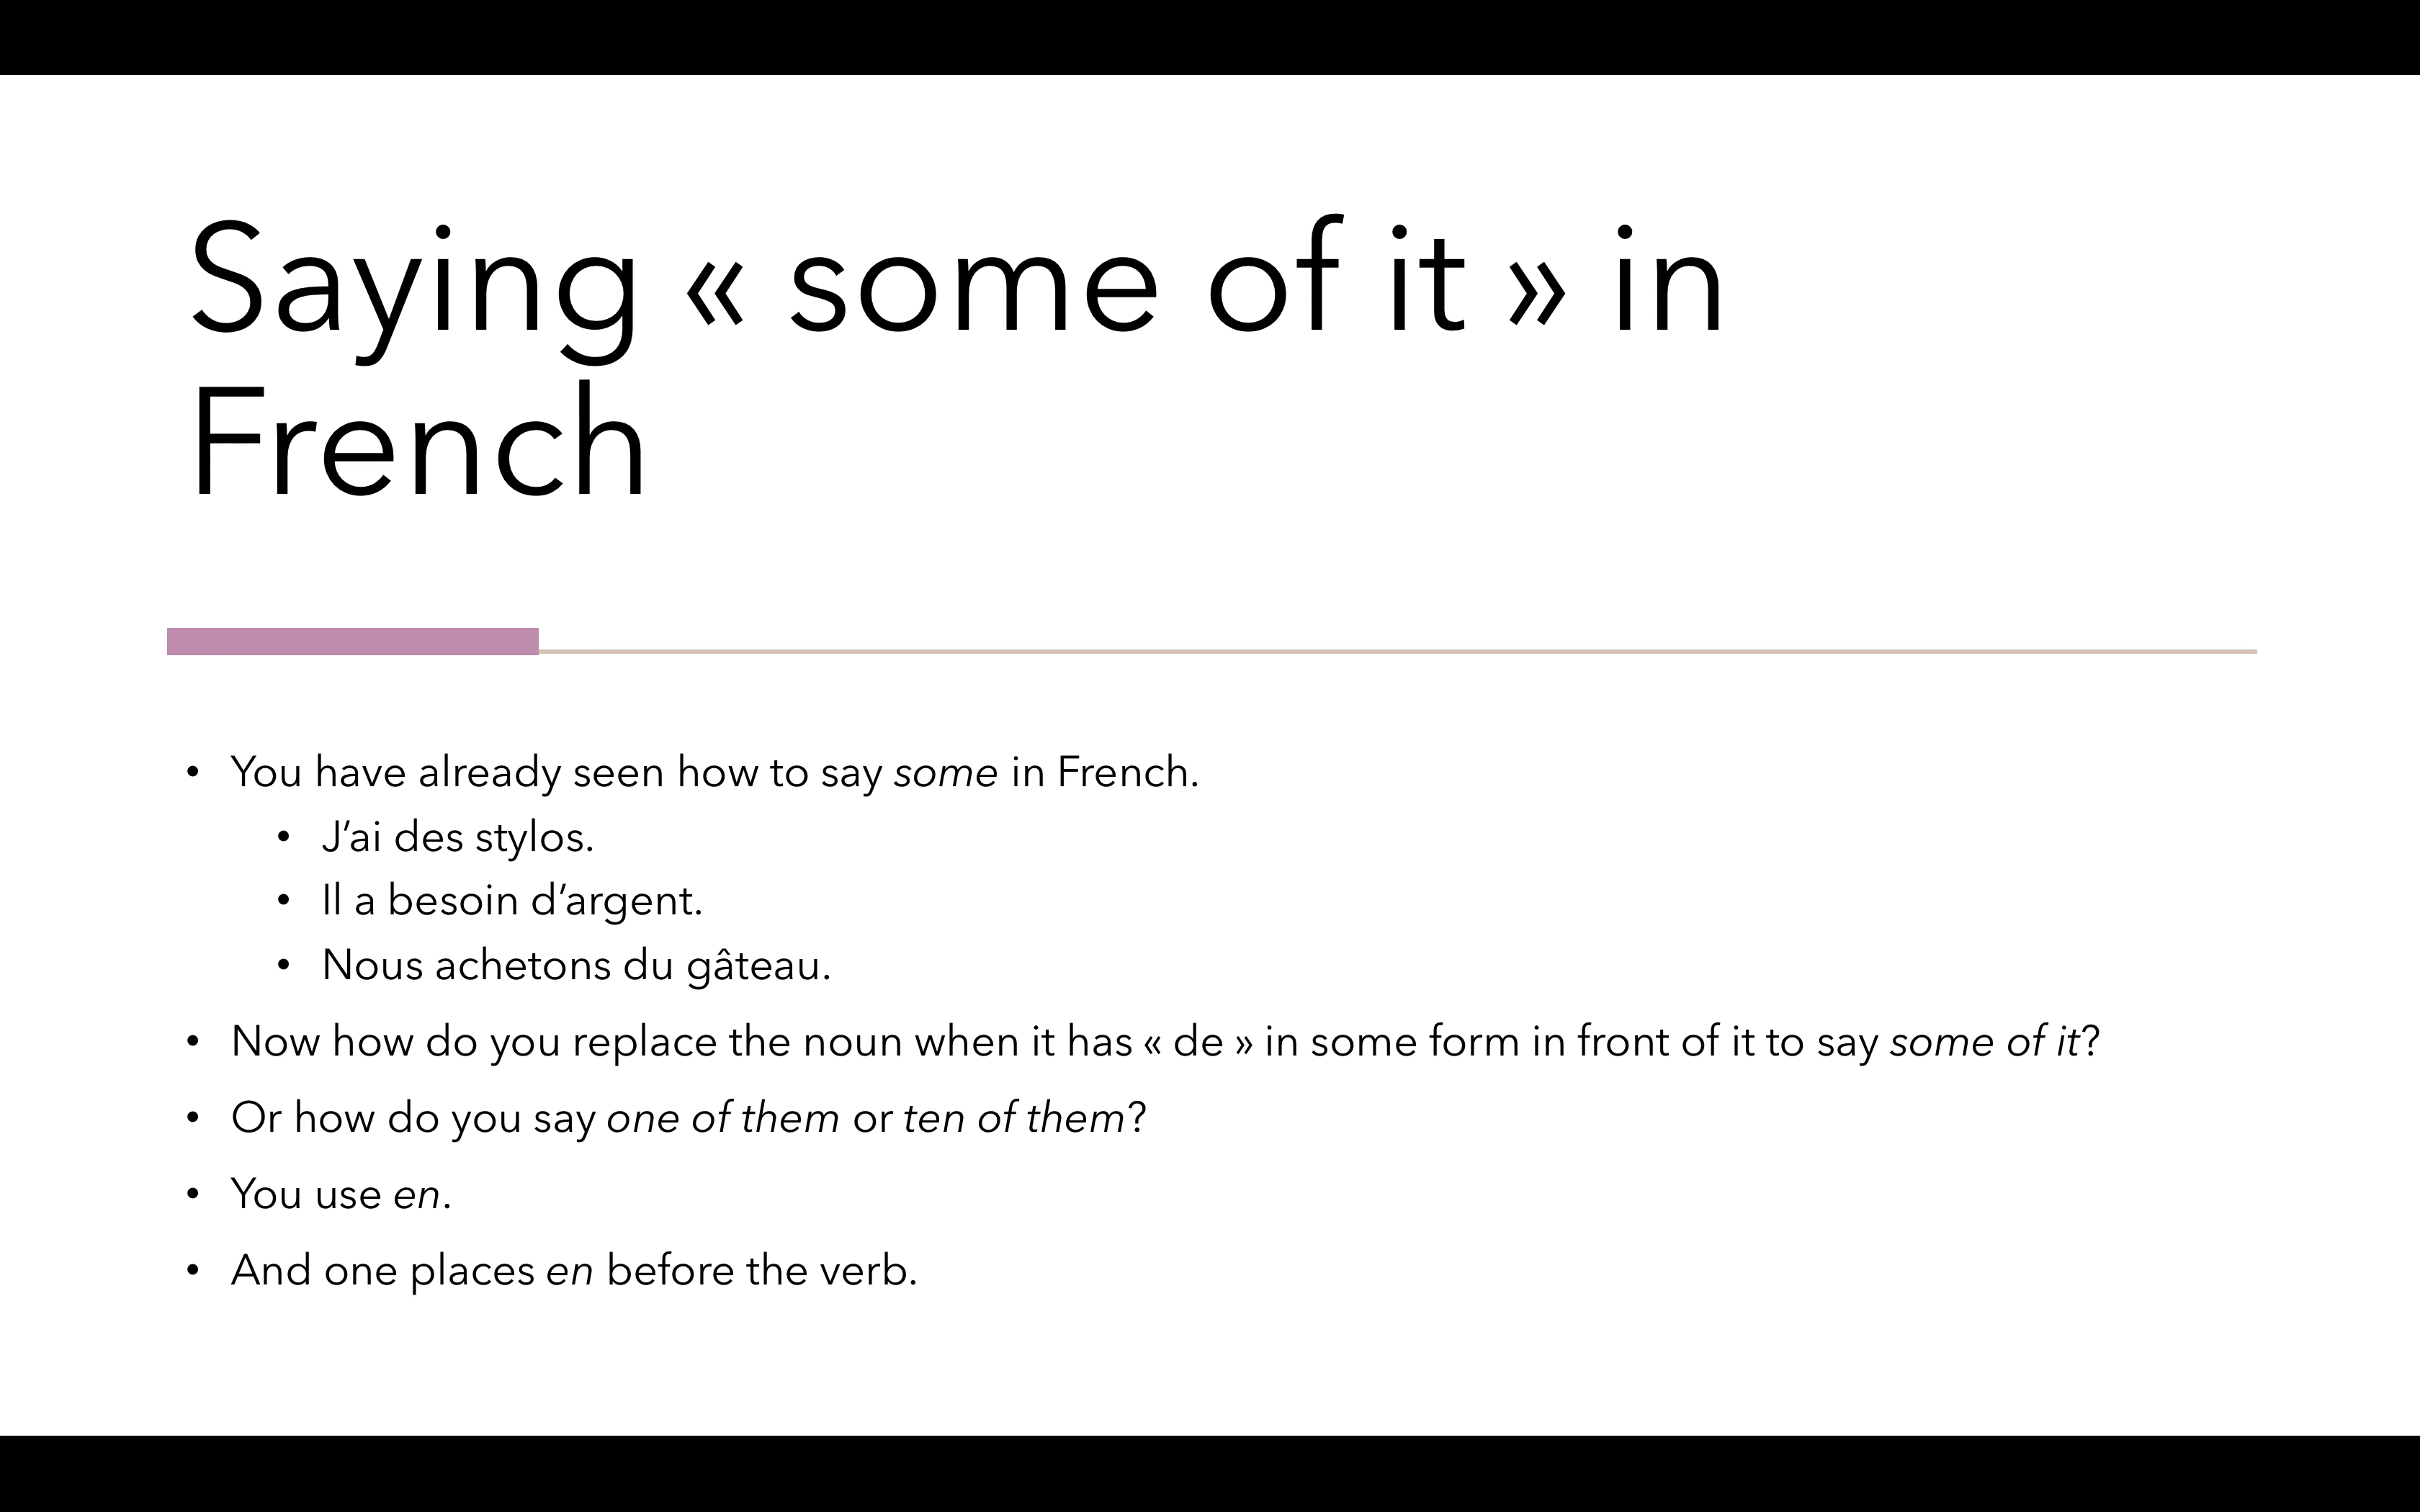 Saying « some of it » in
French
• You have already seen how to say some in French.
• J’ai des stylos.
• Il a besoin d’argent.
• Nous achetons du gâteau.
• Now how do you replace the noun when it has « de » in some form in front of it to say some of it?
• Or how do you say one of them or ten of them?
• You use en.
• And one places en before the verb.